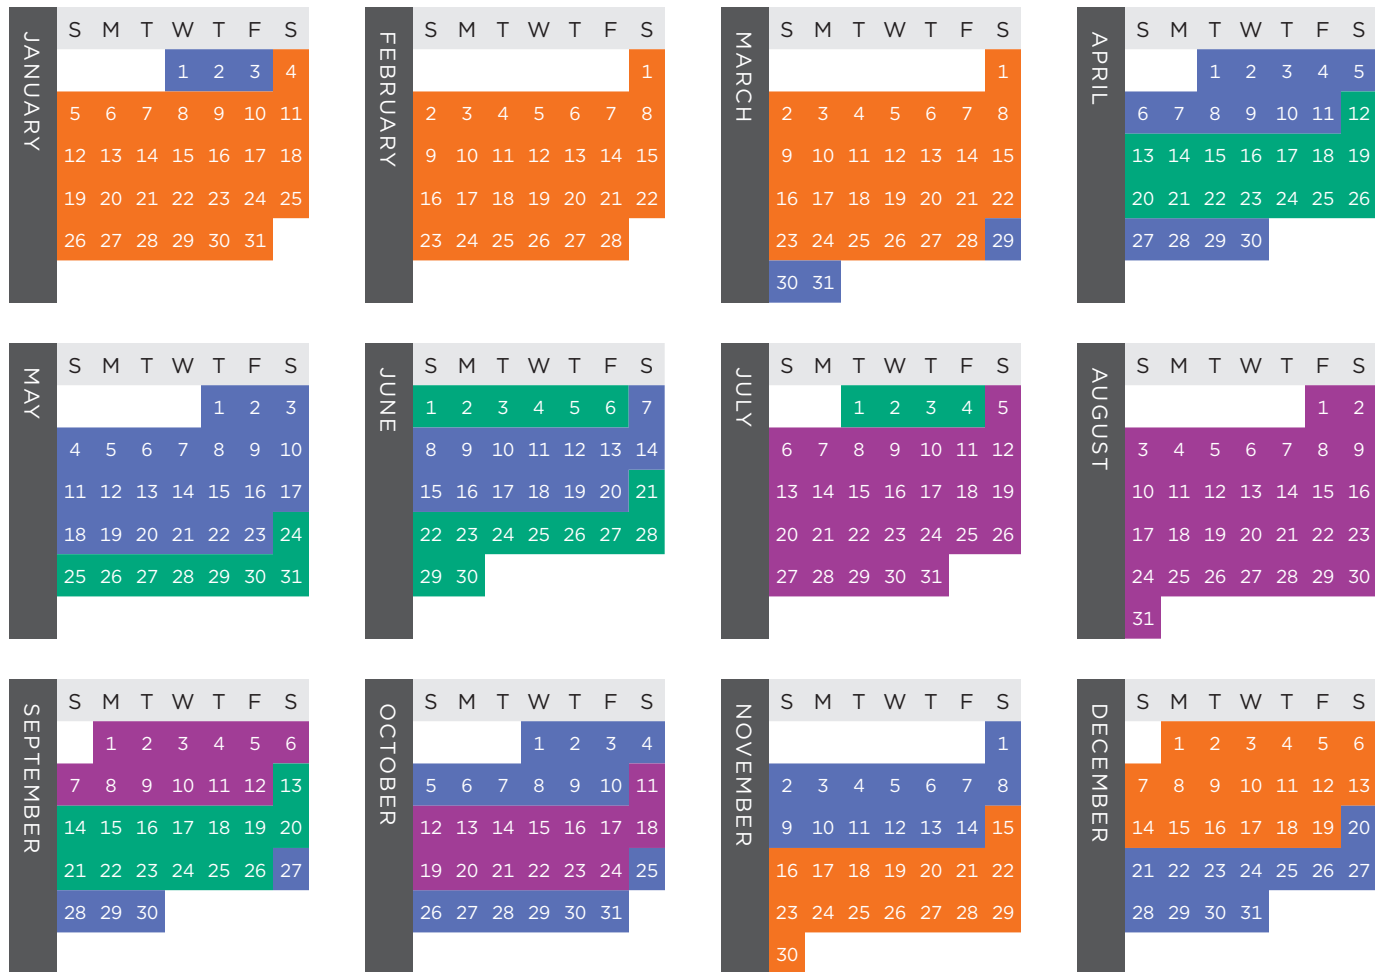 JANUARY
S M T W T F S
1 2 3 4
5 6 7 8 9 10 11
12 13 14 15 16 17 18
19 20 21 22 23 24 25
26 27 28 29 30 31
FEBRUARY
S M T W T F S
1
2 3 4 5 6 7 8
9 10 11 12 13 14 15
16 17 18 19 20 21 22
23 24 25 26 27 28
MARCH
S M T W T F S
1
2 3 4 5 6 7 8
9 10 11 12 13 14 15
16 17 18 19 20 21 22
23 24 25 26 27 28 29
30 31
APRIL
S M T W T F S
1 2 3 4 5
6 7 8 9 10 11 12
13 14 15 16 17 18 19
20 21 22 23 24 25 26
27 28 29 30
MAY
S M T W T F S
1 2 3
4 5 6 7 8 9 10
11 12 13 14 15 16 17
18 19 20 21 22 23 24
25 26 27 28 29 30 31
JUNE
S M T W T F S
1 2 3 4 5 6 7
8 9 10 11 12 13 14
15 16 17 18 19 20 21
22 23 24 25 26 27 28
29 30
JULY
S M T W T F S
1 2 3 4 5
6 7 8 9 10 11 12
13 14 15 16 17 18 19
20 21 22 23 24 25 26
27 28 29 30 31
AUGUST
S M T W T F S
1 2
3 4 5 6 7 8 9
10 11 12 13 14 15 16
17 18 19 20 21 22 23
24 25 26 27 28 29 30
31
SEPTEMBER
S M T W T F S
1 2 3 4 5 6
7 8 9 10 11 12 13
14 15 16 17 18 19 20
21 22 23 24 25 26 27
28 29 30
OCTOBER
S M T W T F S
1 2 3 4
5 6 7 8 9 10 11
12 13 14 15 16 17 18
19 20 21 22 23 24 25
26 27 28 29 30 31
NOVEMBER
S M T W T F S
1
2 3 4 5 6 7 8
9 10 11 12 13 14 15
16 17 18 19 20 21 22
23 24 25 26 27 28 29
30
DECEMBER
S M T W T F S
1 2 3 4 5 6
7 8 9 10 11 12 13
14 15 16 17 18 19 20
21 22 23 24 25 26 27
28 29 30 31